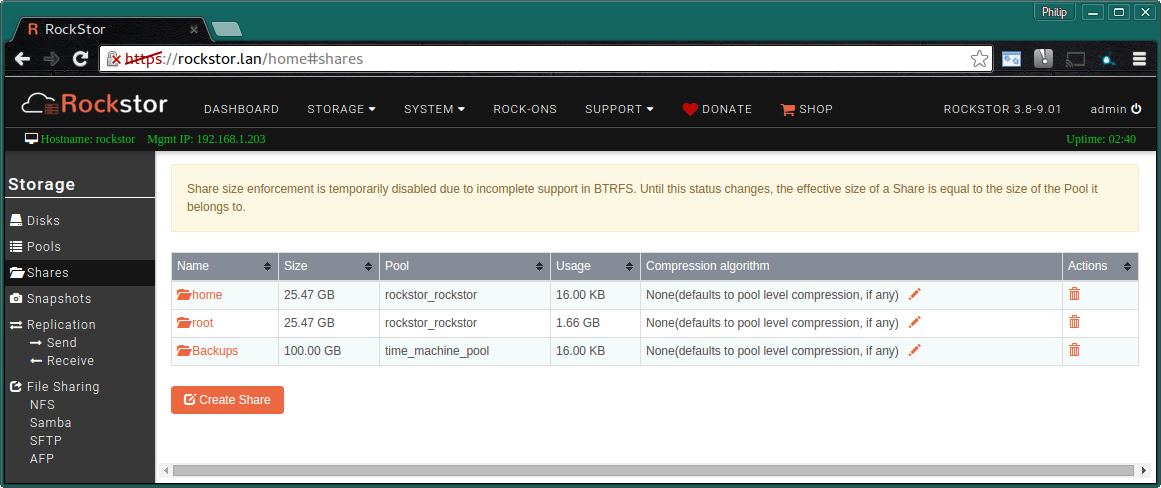 Philip
R RockStor
https://rockstor.lan/home#shares
Rockstor DASHBOARD STORAGE SYSTEM ROCK-ONS SUPPORT DONATE SHOP ROCKSTOR 3.8-9.01 admin
Hostname: rockstor Mgmt IP: 192.168.1.203 Uptime: 02:40
Storage
Disks
Pools
Shares
Snapshots
Replication
Send
Receive
File Sharing
NFS
Samba
SFTP
AFP
Share size enforcement is temporarily disabled due to incomplete support in BTRFS. Until this status changes, the effective size of a Share is equal to the size of the Pool it
belongs to.
Name Size Pool Usage Compression algorithm Actions
home 25.47 GB rockstor_rockstor 16.00 KB None(defaults to pool level compression, if any)
root 25.47 GB rockstor_rockstor 1.66 GB None(defaults to pool level compression, if any)
Backups 100.00 GB time_machine_pool 16.00 KB None(defaults to pool level compression, if any)
Create Share